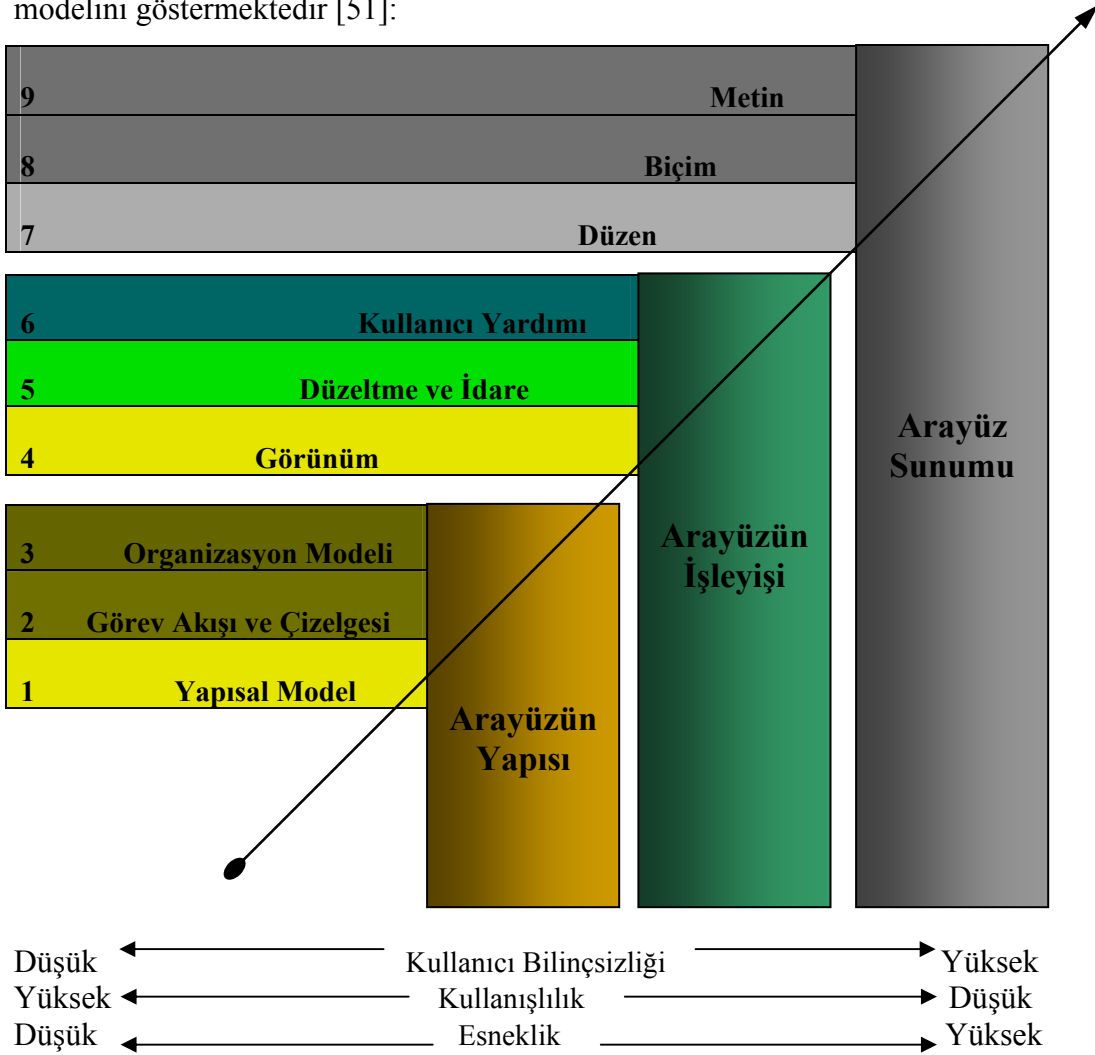 modelini göstermektedir [51]:
9 Metin
8 Biçim
7 Düzen
6 Kullanıcı Yardımı
5 Düzeltme ve İdare
4 Görünüm
3 Organizasyon Modeli
2 Görev Akışı ve Çizelgesi
1 Yapısal Model
Arayüzün
Yapısı
Arayüzün
İşleyişi
Arayüz
Sunumu
Düşük Kullanıcı Bilinçsizliği Yüksek
Yüksek Kullanışlılık Düşük
Düşük Esneklik Yüksek